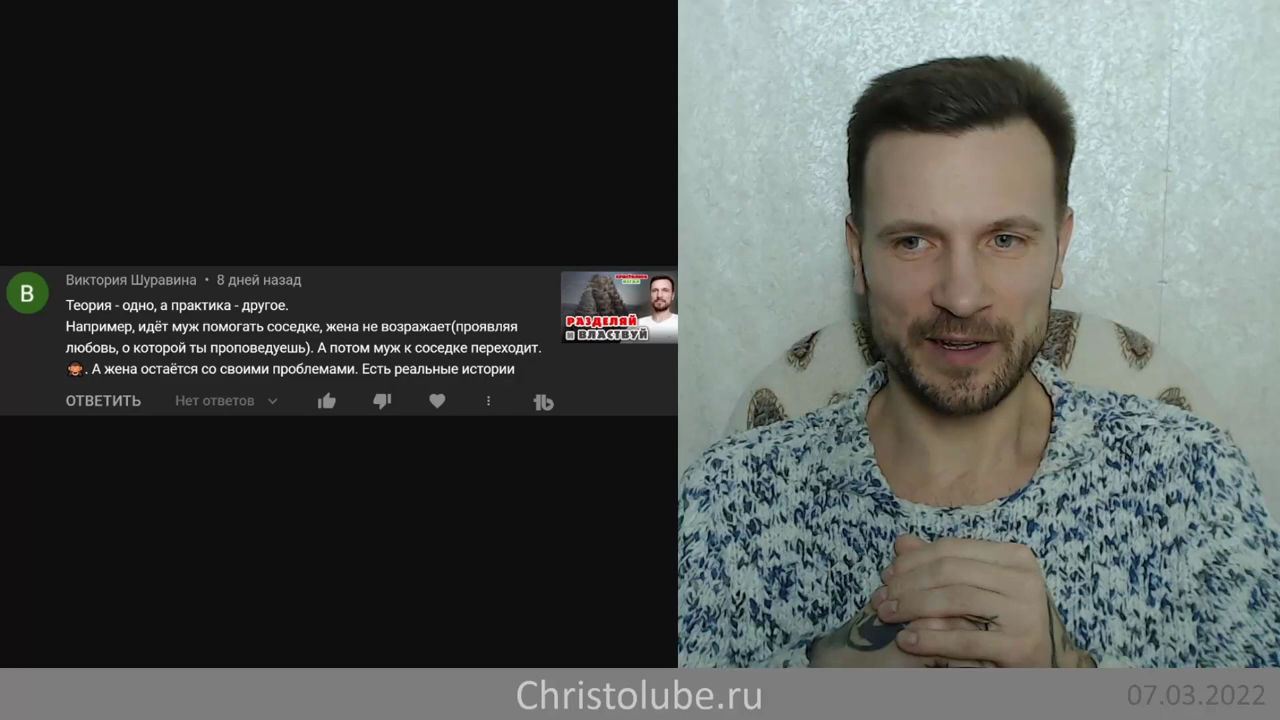 Виктория Шуравина • 8 дней назад
Теория - одно, а практика - другое.
Например, идёт муж помогать соседке, жена не возражает(проявляя
любовь, о которой ты проповедуешь). А потом муж к соседке переходит.
. А жена остаётся со своими проблемами. Есть реальные истории
В
РАЗДЕЛЯЙ
и ВЛАСТВУЙ
ОТВЕТИТЬ
Нет ответов
Christolube.ru
07.03.2022